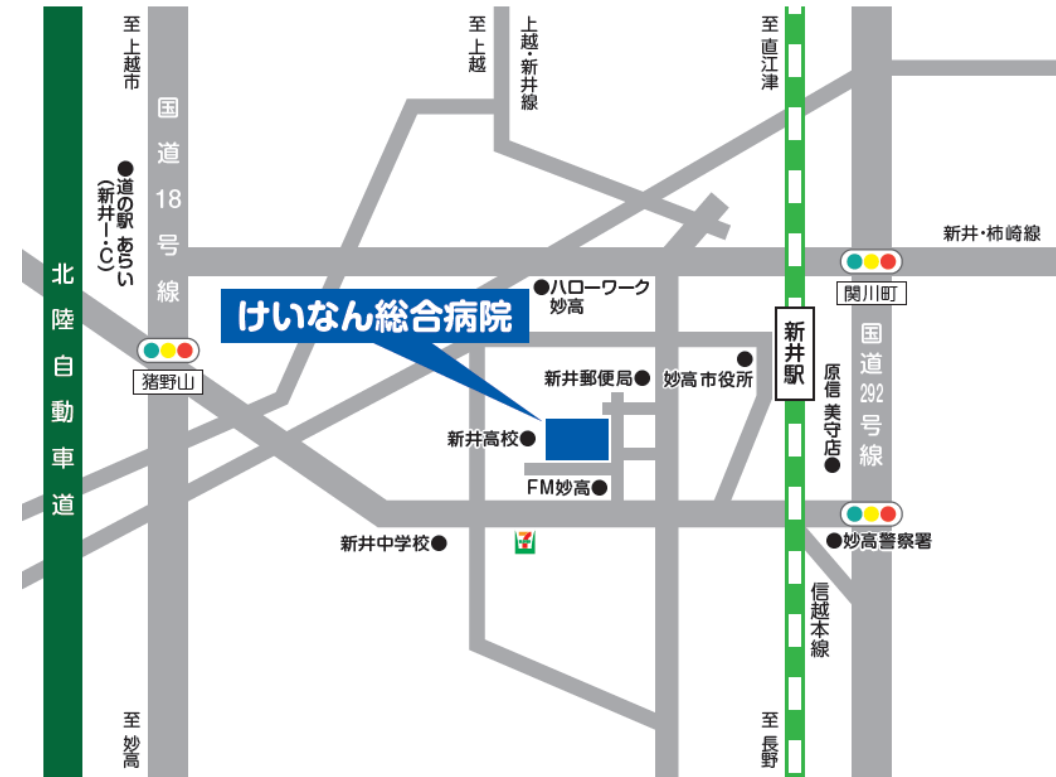 至 上越市
至 上越
上越・新井線
至 直江津
国道18号線
●道の駅 あらい
(新井I・C)
新井・柿崎線
北陸自動車道
●ハローワーク
妙高
関川町
けいなん総合病院
新井駅
国道292号線
猪野山
新井郵便局●
妙高市役所
原信 美守店●
新井高校●
FM妙高●
新井中学校●
7
●妙高警察署
信越本線
至 妙高
至 長野